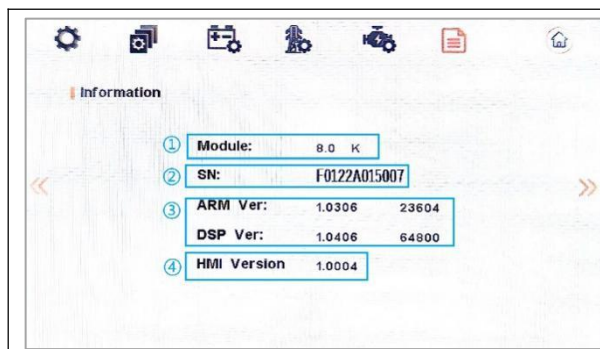 Information
① Module: 8.0 K
② SN: F0122A015007
③ ARM Ver: 1.0306 23604
DSP Ver: 1.0406 64800
④ HMI Version 1.0004